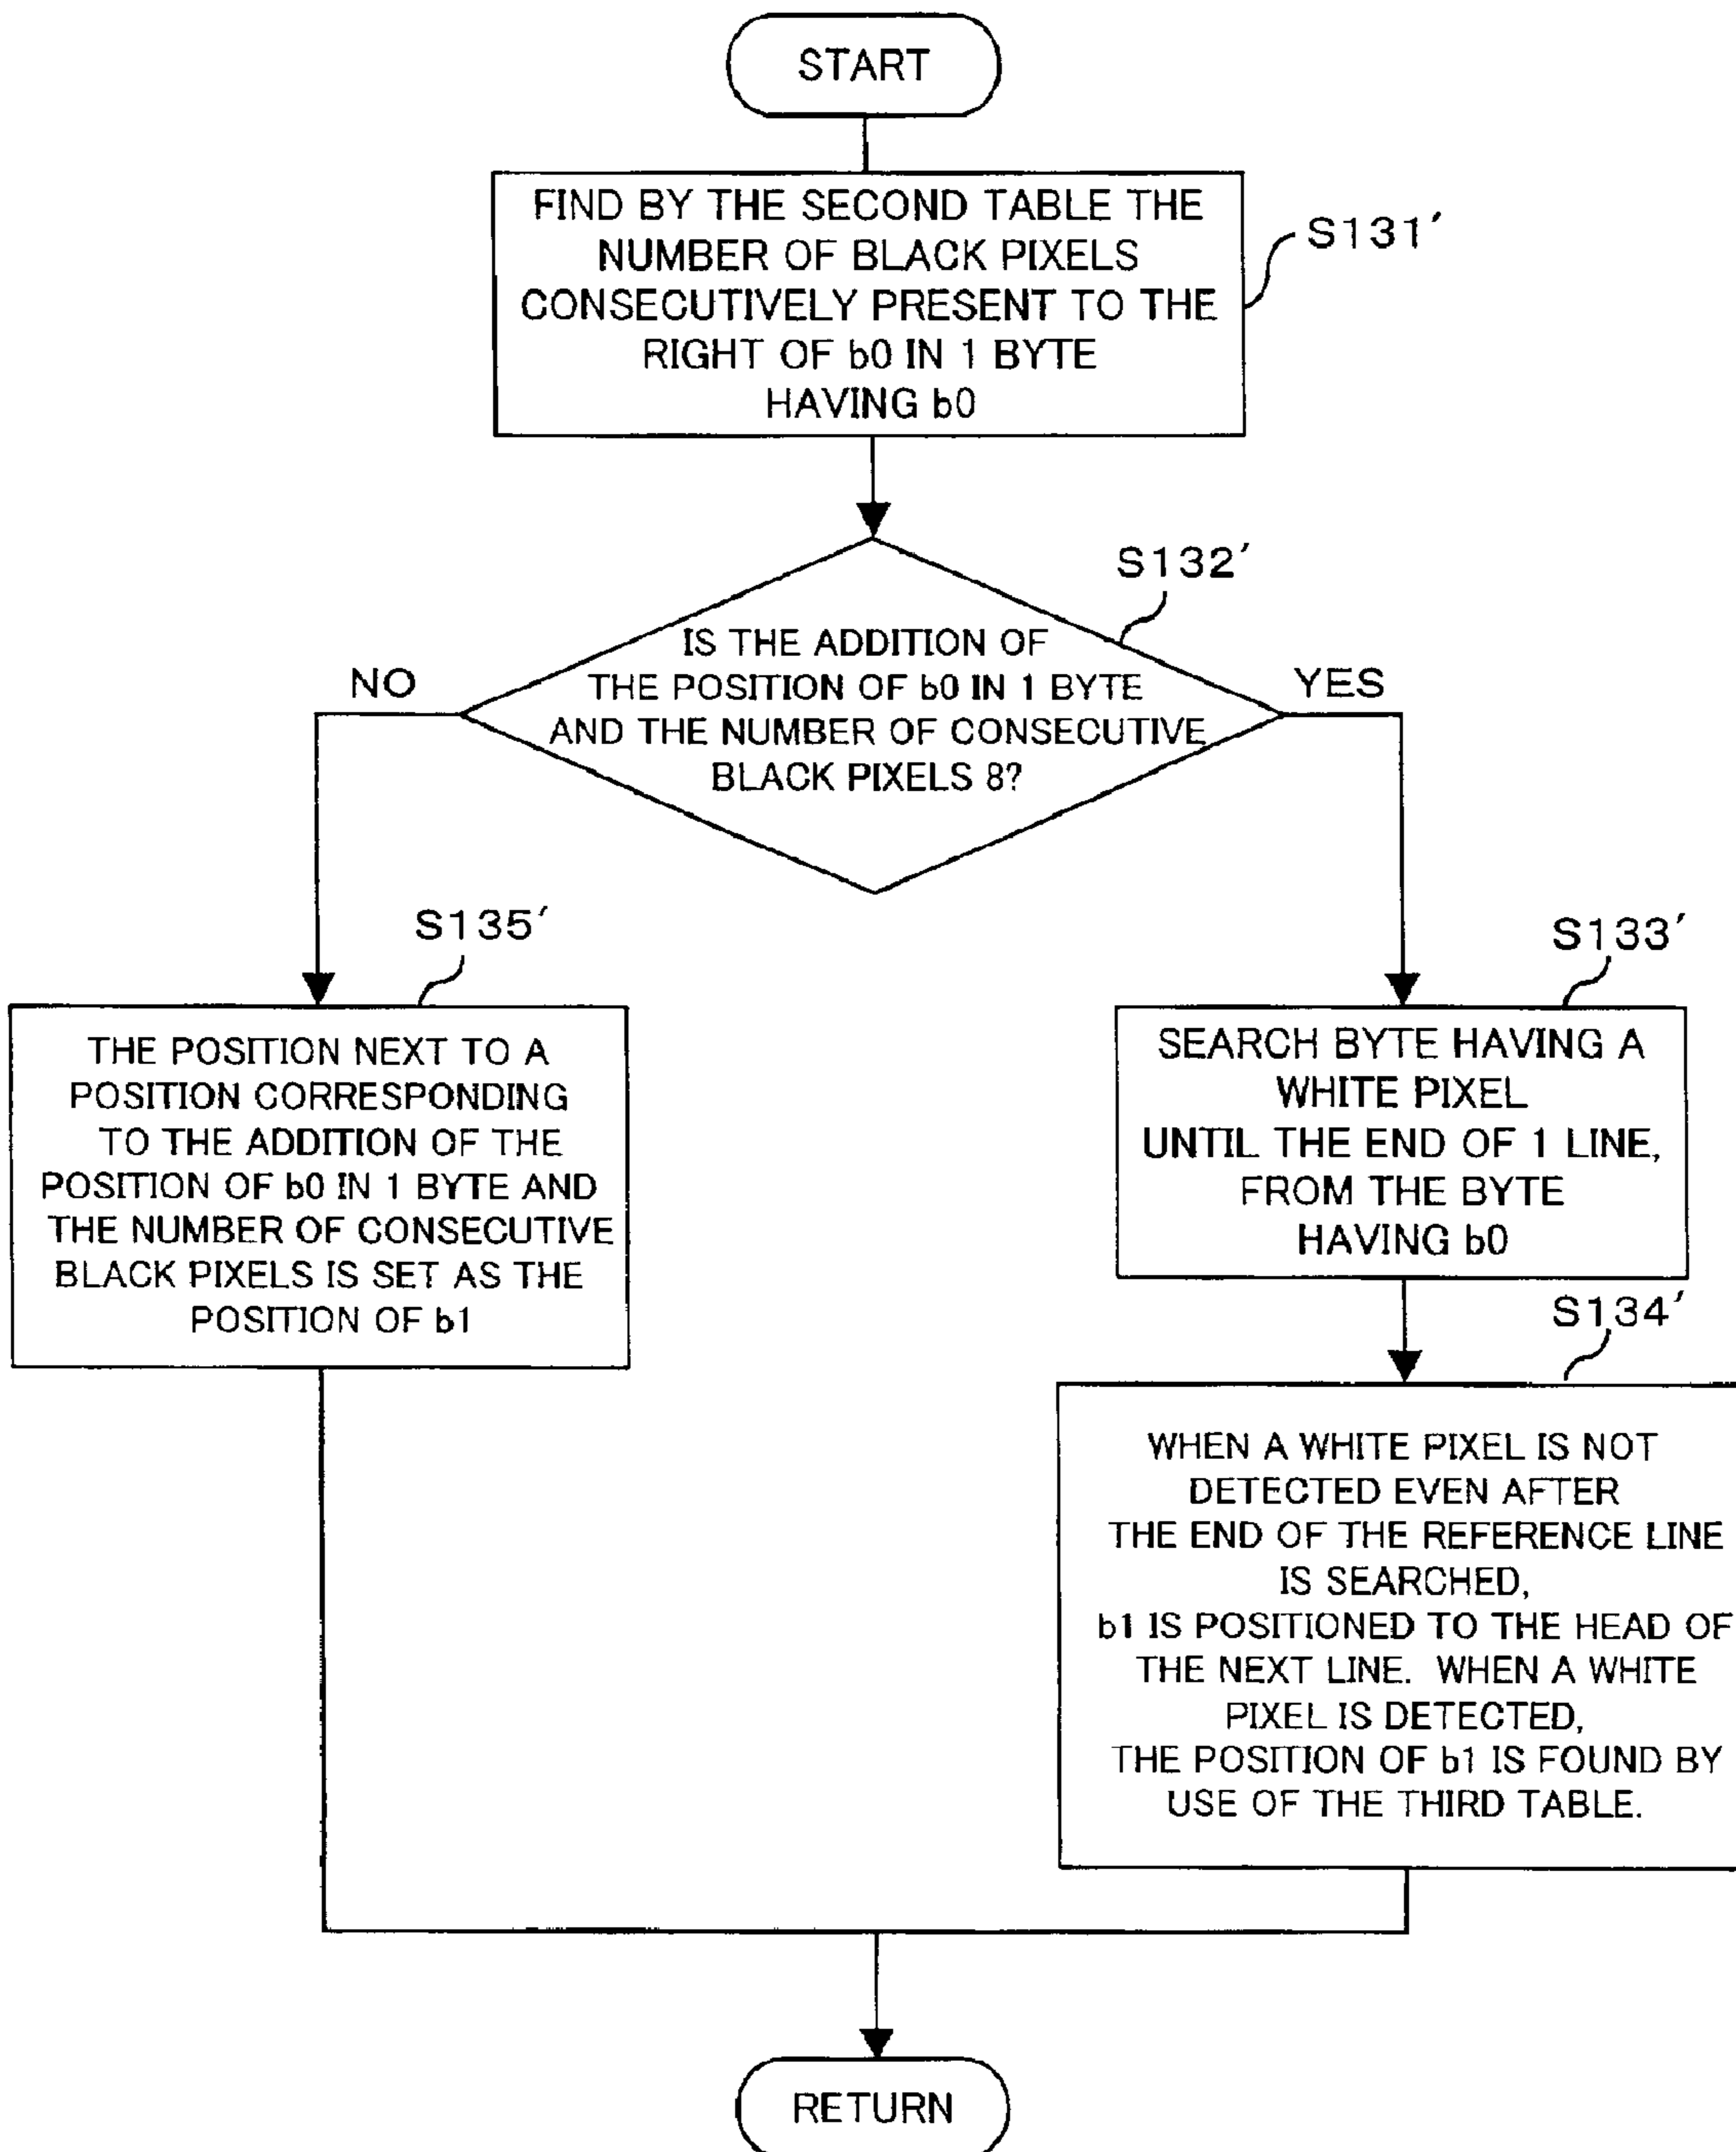 START
FIND BY THE SECOND TABLE THE
NUMBER OF BLACK PIXELS
CONSECUTIVELY PRESENT TO THE
RIGHT OF b0 IN 1 BYTE
HAVING b0
S131′
S132′
IS THE ADDITION OF
THE POSITION OF b0 IN 1 BYTE
AND THE NUMBER OF CONSECUTIVE
BLACK PIXELS 8?
NO
YES
S135′
THE POSITION NEXT TO A
POSITION CORRESPONDING
TO THE ADDITION OF THE
POSITION OF b0 IN 1 BYTE AND
THE NUMBER OF CONSECUTIVE
BLACK PIXELS IS SET AS THE
POSITION OF b1
S133′
SEARCH BYTE HAVING A
WHITE PIXEL
UNTIL THE END OF 1 LINE,
FROM THE BYTE
HAVING b0
S134′
WHEN A WHITE PIXEL IS NOT
DETECTED EVEN AFTER
THE END OF THE REFERENCE LINE
IS SEARCHED,
b1 IS POSITIONED TO THE HEAD OF
THE NEXT LINE. WHEN A WHITE
PIXEL IS DETECTED,
THE POSITION OF b1 IS FOUND BY
USE OF THE THIRD TABLE.
RETURN